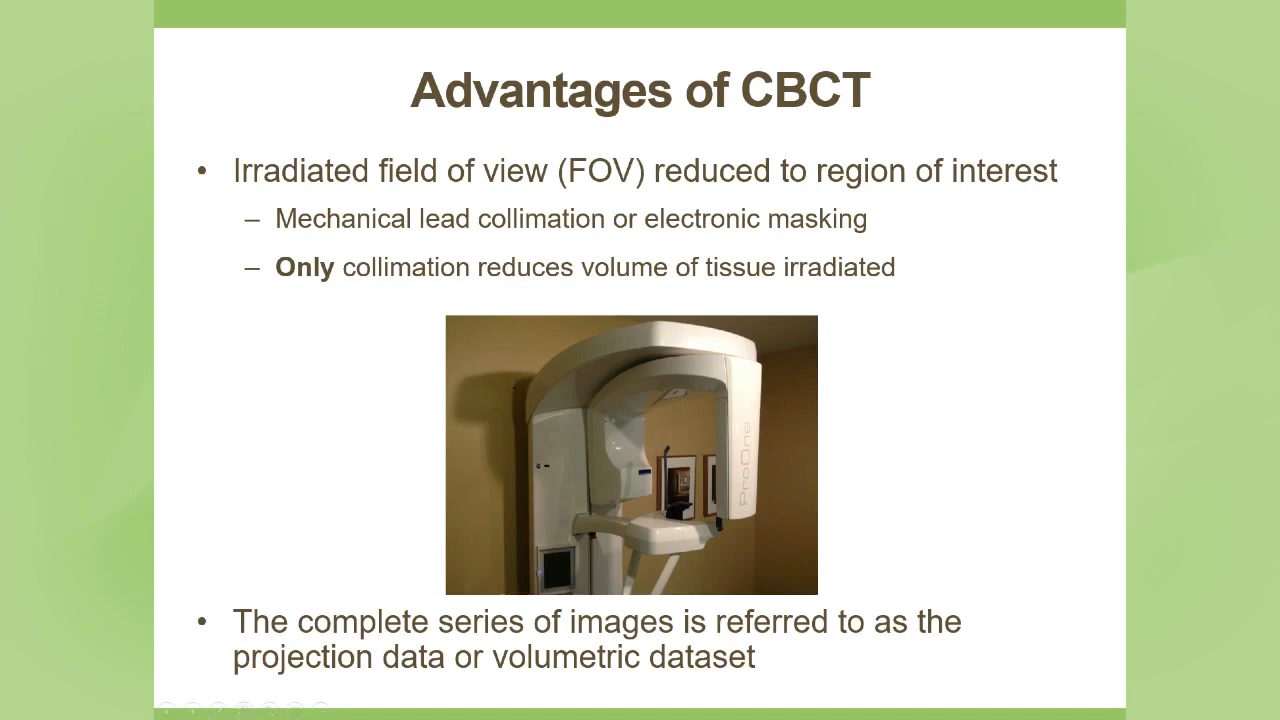 Advantages of CBCT
• Irradiated field of view (FOV) reduced to region of interest
– Mechanical lead collimation or electronic masking
– Only collimation reduces volume of tissue irradiated
ProOne
• The complete series of images is referred to as the
projection data or volumetric dataset